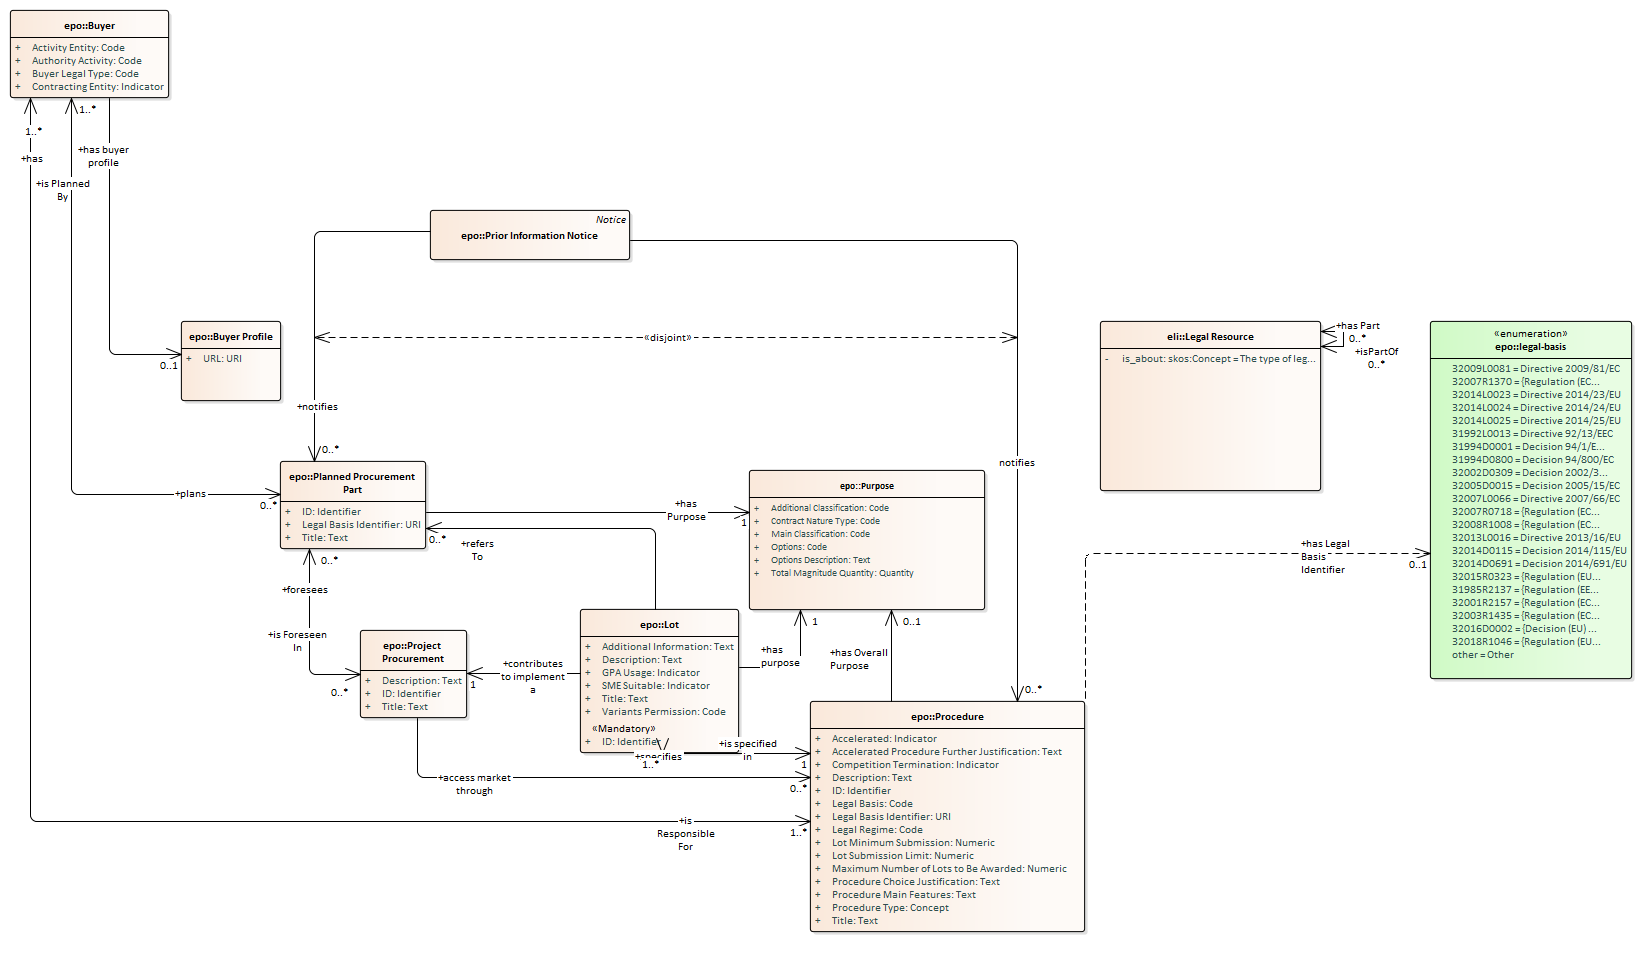 epo::Buyer
+ Activity Entity: Code
+ Authority Activity: Code
+ Buyer Legal Type: Code
+ Contracting Entity: Indicator
1..*
1..*
+has
+has buyer
profile
+is Planned
By
Notice
epo::Prior Information Notice
epo::Buyer Profile
+ URL: URI
0..1
«disjoint»
eli::Legal Resource
- is_about: skos:Concept = The type of leg...
+has Part
0..*
+isPartOf
0..*
«enumeration»
epo::legal-basis
32009L0081 = Directive 2009/81/EC
32007R1370 = {Regulation (EC...
32014L0023 = Directive 2014/23/EU
32014L0024 = Directive 2014/24/EU
32014L0025 = Directive 2014/25/EU
31992L0013 = Directive 92/13/EEC
31994D0001 = Decision 94/1/E...
31994D0800 = Decision 94/800/EC
32002D0309 = Decision 2002/3...
32005D0015 = Decision 2005/15/EC
32007L0066 = Directive 2007/66/EC
32007R0718 = {Regulation (EC...
32008R1008 = {Regulation (EC...
32013L0016 = Directive 2013/16/EU
32014D0115 = Decision 2014/115/EU
32014D0691 = Decision 2014/691/EU
32015R0323 = {Regulation (EU...
31985R2137 = {Regulation (EE...
32001R2157 = {Regulation (EC...
32003R1435 = {Regulation (EC...
32016D0002 = {Decision (EU) ...
32018R1046 = {Regulation (EU...
other = Other
+notifies
0..*
notifies
0..*
epo::Planned Procurement
Part
+ ID: Identifier
+ Legal Basis Identifier: URI
+ Title: Text
+plans
0..*
+has
Purpose
1
0..*
+refers
To
epo::Purpose
+ Additional Classification: Code
+ Contract Nature Type: Code
+ Main Classification: Code
+ Options: Code
+ Options Description: Text
+ Total Magnitude Quantity: Quantity
+has Legal
Basis
Identifier
0..1
0..*
+foresees
+is Foreseen
In
0..*
epo::Project
Procurement
+ Description: Text
+ ID: Identifier
+ Title: Text
+contributes
to implement
a
1
epo::Lot
+ Additional Information: Text
+ Description: Text
+ GPA Usage: Indicator
+ SME Suitable: Indicator
+ Title: Text
+ Variants Permission: Code
«Mandatory»
+ ID: Identifier
+has
purpose
1
+has Overall
Purpose
0..1
+specifies
1..*
+is specified
in
1
+access market
through
0..*
+is
Responsible
For
1..*
epo::Procedure
+ Accelerated: Indicator
+ Accelerated Procedure Further Justification: Text
+ Competition Termination: Indicator
+ Description: Text
+ ID: Identifier
+ Legal Basis: Code
+ Legal Basis Identifier: URI
+ Legal Regime: Code
+ Lot Minimum Submission: Numeric
+ Lot Submission Limit: Numeric
+ Maximum Number of Lots to Be Awarded: Numeric
+ Procedure Choice Justification: Text
+ Procedure Main Features: Text
+ Procedure Type: Concept
+ Title: Text